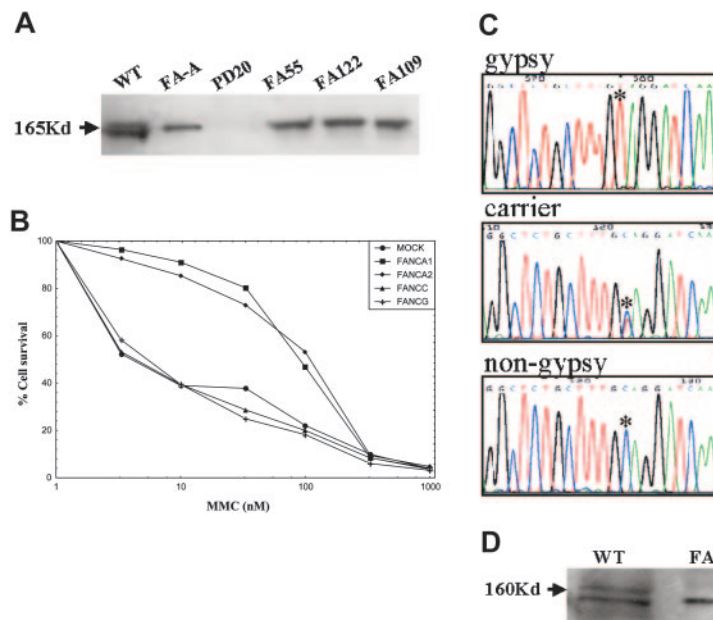 A
WT FA-A PD20 FA55 FA122 FA109
165Kd
B
100
80
60
40
20
0
% Cell survival
1 10 100 1000
MMC (nM)
MOCK
FANCA1
FANCA2
FANCC
FANCG
C
gypsy
*
carrier
120
G G C T C T G C
*
non-gypsy
*
D
WT FA
160Kd